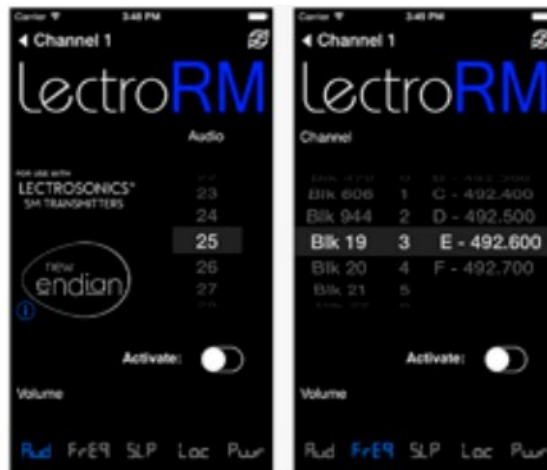 Carrier 3:48 PM
Channel 1
LectroRM
Audio
FOR USE WITH
LECTROSONICS®
SM TRANSMITTERS
23
24
25
26
27
new
endian
Activate:
Volume
Aud FrEq SLP Loc Pwr
Carrier 3:48 PM
Channel 1
LectroRM
Channel
Blk 606 1 C - 492.400
Blk 944 2 D - 492.500
Blk 19 3 E - 492.600
Blk 20 4 F - 492.700
Blk 21 5
Activate:
Volume
Aud FrEq SLP Loc Pwr